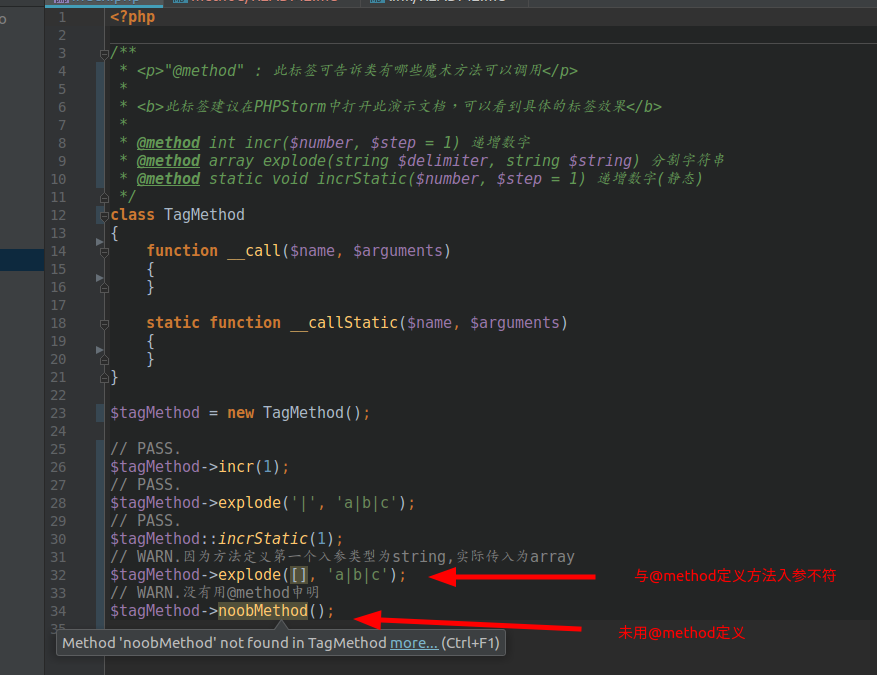 1 <?php
2
3 /**
4  * <p>"@method" : 此标签可告诉类有哪些魔术方法可以调用</p>
5  *
6  * <b>此标签建议在PHPStorm中打开此演示文档，可以看到具体的标签效果</b>
7  *
8  * @method int incr($number, $step = 1) 递增数字
9  * @method array explode(string $delimiter, string $string) 分割字符串
10  * @method static void incrStatic($number, $step = 1) 递增数字(静态)
11  */
12 class TagMethod
13 {
14     function __call($name, $arguments)
15     {
16     }
17
18     static function __callStatic($name, $arguments)
19     {
20     }
21 }
22
23 $tagMethod = new TagMethod();
24
25 // PASS.
26 $tagMethod->incr(1);
27 // PASS.
28 $tagMethod->explode('|', 'a|b|c');
29 // PASS.
30 $tagMethod::incrStatic(1);
31 // WARN.因为方法定义第一个入参类型为string,实际传入为array
32 $tagMethod->explode([], 'a|b|c');
与@method定义方法入参不符
33 // WARN.没有用@method申明
34 $tagMethod->noobMethod();
未用@method定义
35
Method 'noobMethod' not found in TagMethod more... (Ctrl+F1)